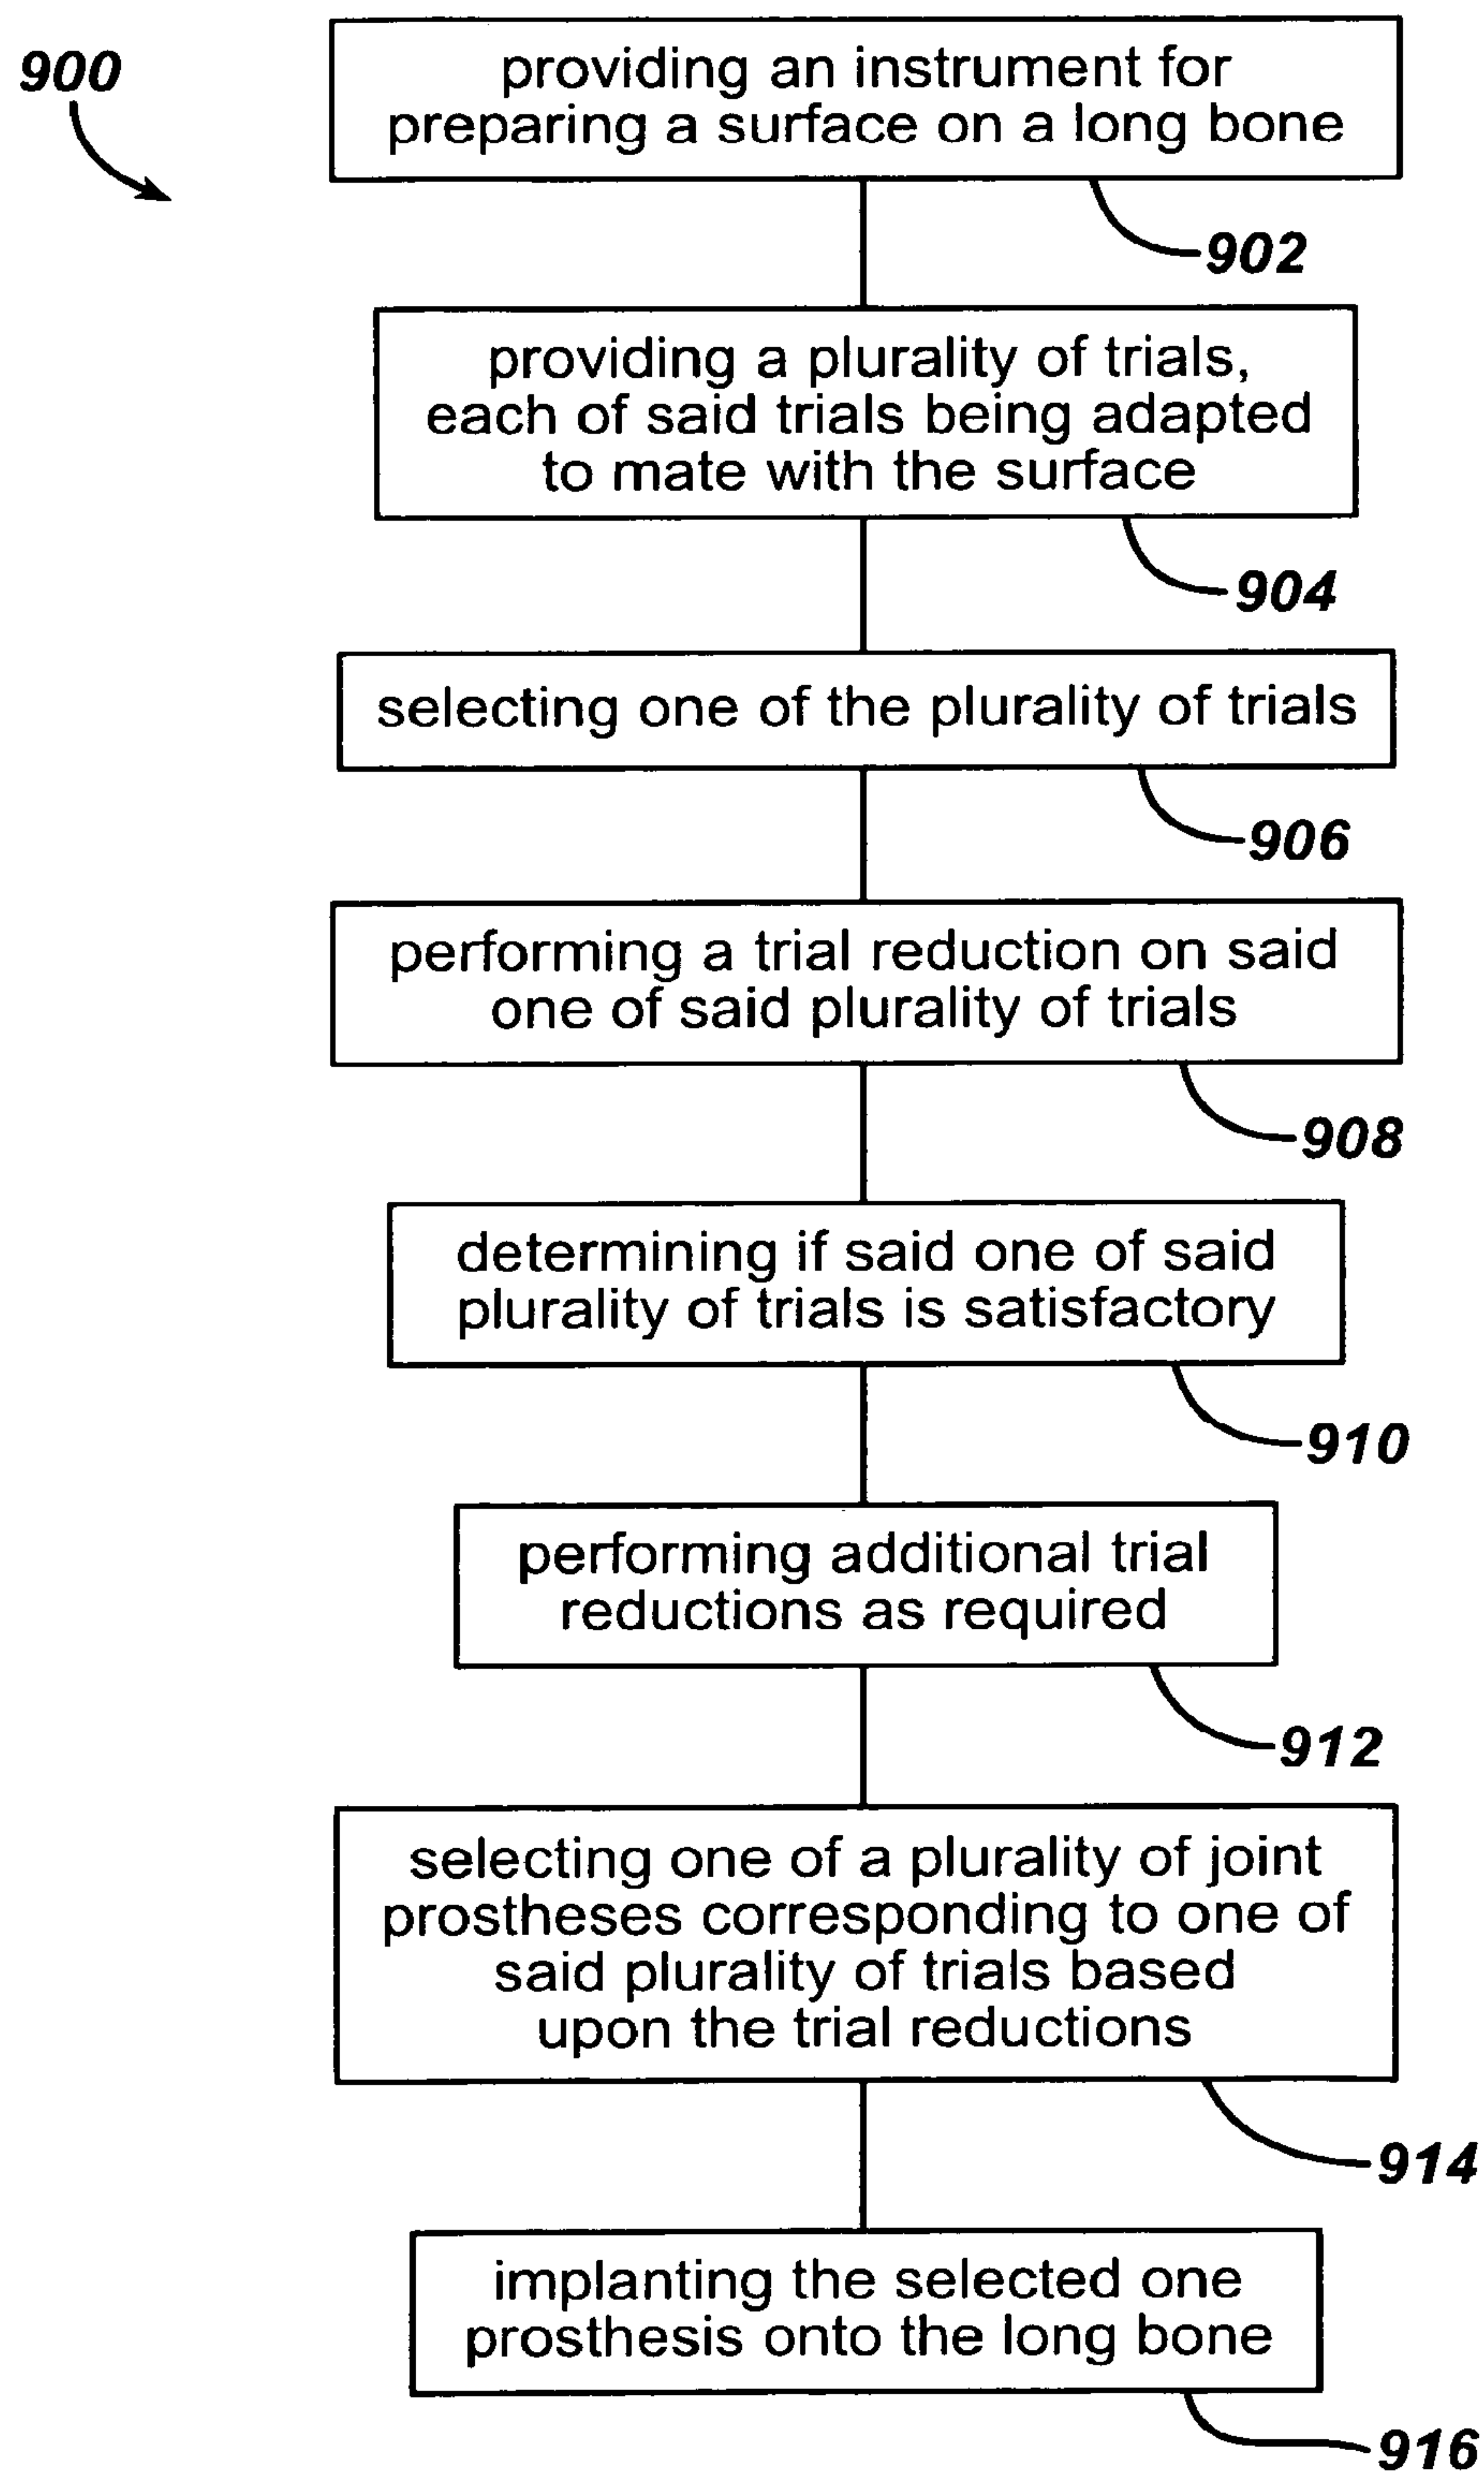 900
providing an instrument for
preparing a surface on a long bone
902
providing a plurality of trials,
each of said trials being adapted
to mate with the surface
904
selecting one of the plurality of trials
906
performing a trial reduction on said
one of said plurality of trials
908
determining if said one of said
plurality of trials is satisfactory
910
performing additional trial
reductions as required
912
selecting one of a plurality of joint
prostheses corresponding to one of
said plurality of trials based
upon the trial reductions
914
implanting the selected one
prosthesis onto the long bone
916